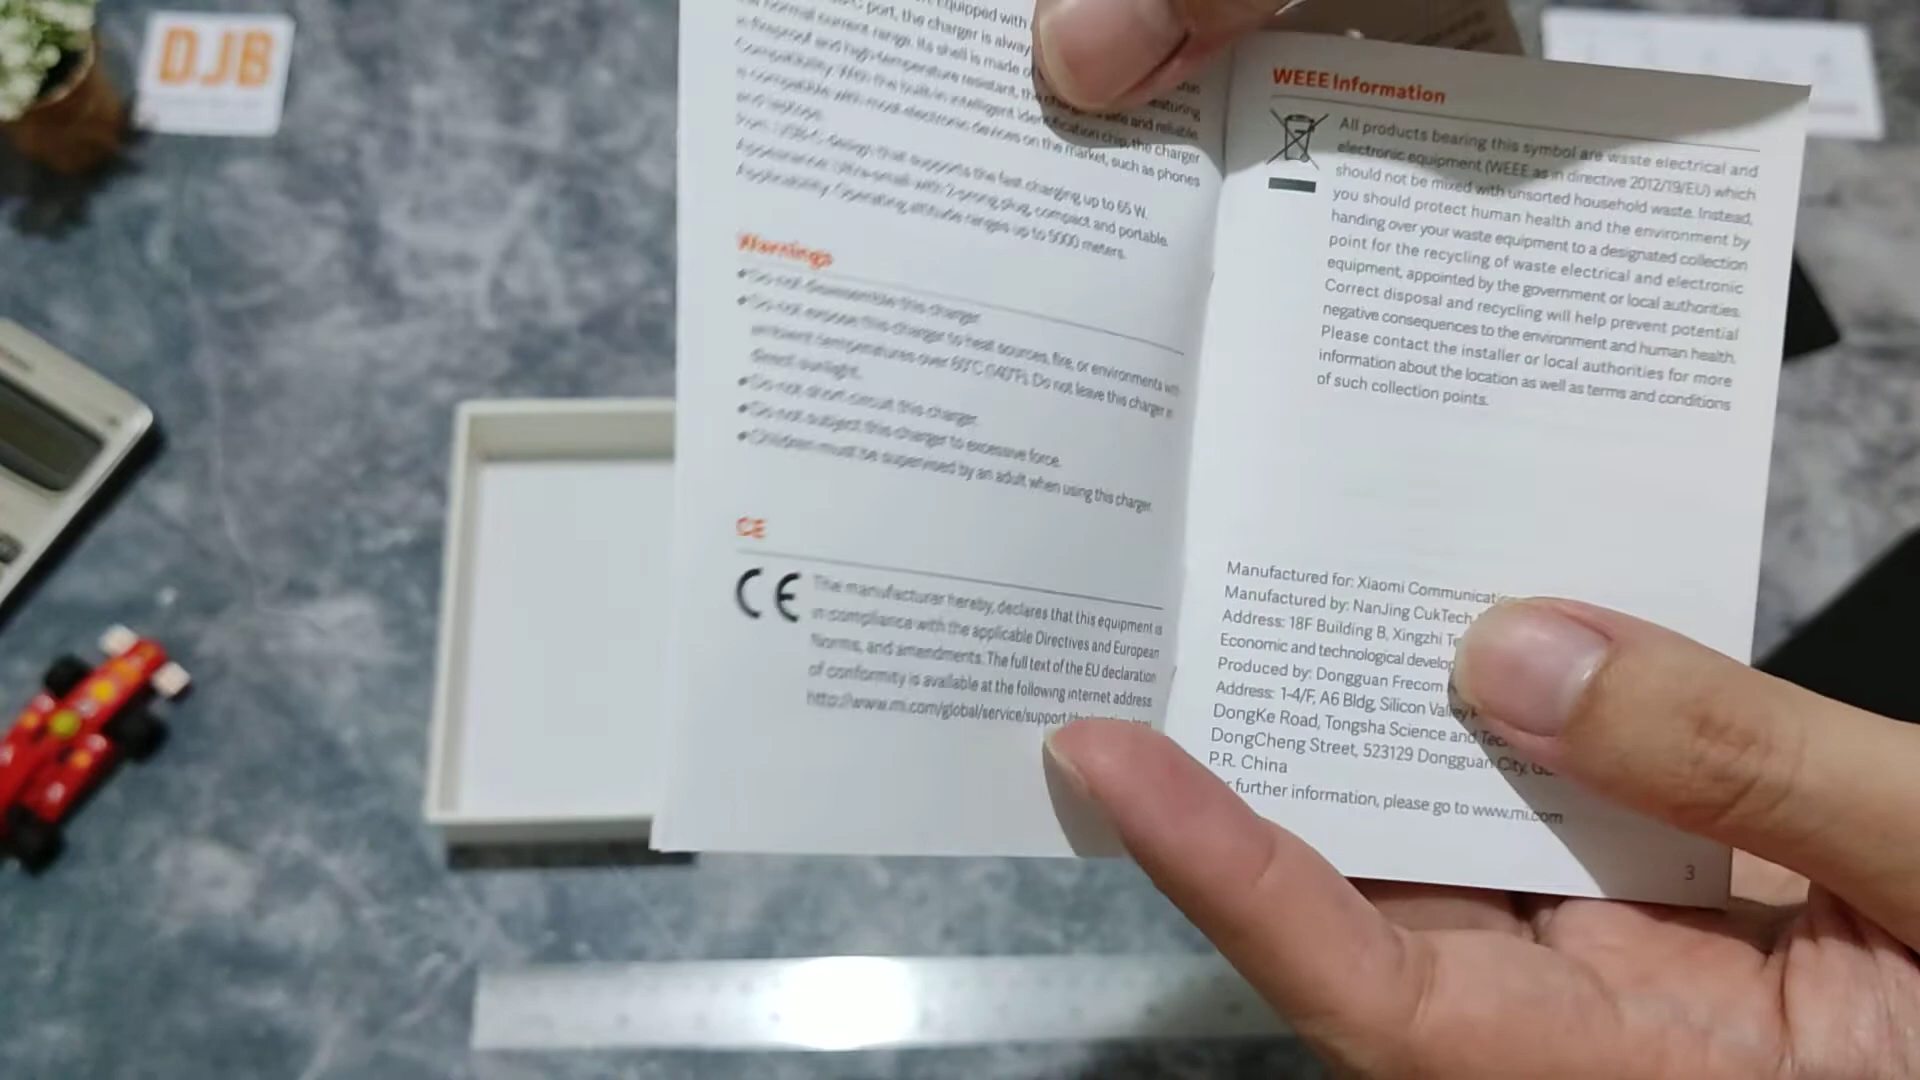 DJB
equipped with
port, the charger is alway
normal current range. Its shell is made o
fireproof and high-temperature resistant, the safe and reliable.
featuring
Compatibility: With the built-in intelligent identification chip, the charger
is compatible with most electronic devices on the market, such as phones
and laptops.
that supports the fast charging up to 65 W.
compact and portable.
Operating altitude ranges up to 5000 meters.
Warnings
Do not disassemble this charger.
Do not expose this charger to heat sources, fire, or environments with
ambient temperatures over 60°C (140°F). Do not leave this charger in
direct sunlight.
Do not short-circuit this charger.
Do not subject this charger to excessive force.
Children must be supervised by an adult when using this charger.
CE
CE
The manufacturer hereby, declares that this equipment is
in compliance with the applicable Directives and European
Norms, and amendments. The full text of the EU declaration
of conformity is available at the following internet address
http://www.mi.com/global/service/support/
WEEE Information
All products bearing this symbol are waste electrical and
electronic equipment (WEEE as in directive 2012/19/EU) which
should not be mixed with unsorted household waste. Instead,
you should protect human health and the environment by
handing over your waste equipment to a designated collection
point for the recycling of waste electrical and electronic
equipment, appointed by the government or local authorities.
Correct disposal and recycling will help prevent potential
negative consequences to the environment and human health.
Please contact the installer or local authorities for more
information about the location as well as terms and conditions
of such collection points.
Manufactured for: Xiaomi Communicatio
Manufactured by: NanJing CukTech
Address: 18F Building B, Xingzhi
Economic and technological develop
Produced by: Dongguan Frecom
Address: 1-4/F, A6 Bldg, Silicon Valley
DongKe Road, Tongsha Science and Tec
DongCheng Street, 523129 Dongguan City,
P.R. China
further information, please go to www.mi.com
3